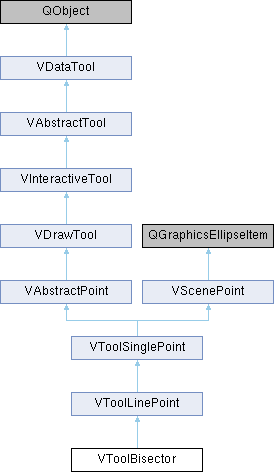 QObject
VDataTool
VAbstractTool
VInteractiveTool
VDrawTool
QGraphicsEllipseItem
VAbstractPoint
VScenePoint
VToolSinglePoint
VToolLinePoint
VToolBisector